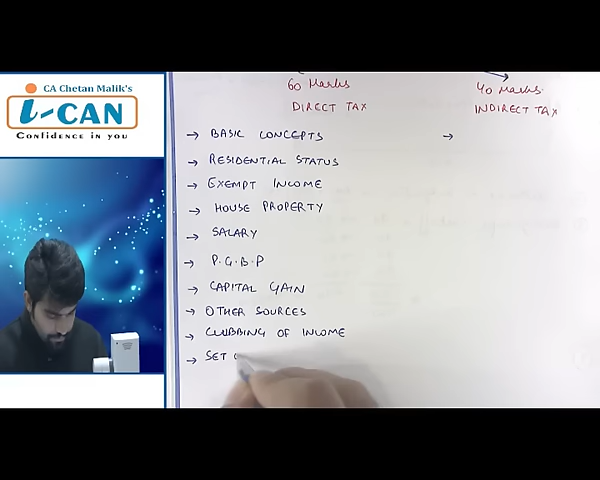 CA Chetan Malik's
i-CAN
Confidence in you
60 Marks
DIRECT TAX
40 Marks
INDIRECT TAX
→ BASIC CONCEPTS
→
→ RESIDENTIAL STATUS
→ EXEMPT INCOME
→ HOUSE PROPERTY
→ SALARY
→ P.G.B.P
→ CAPITAL GAIN
→ OTHER SOURCES
→ CLUBBING OF INCOME
→ SET